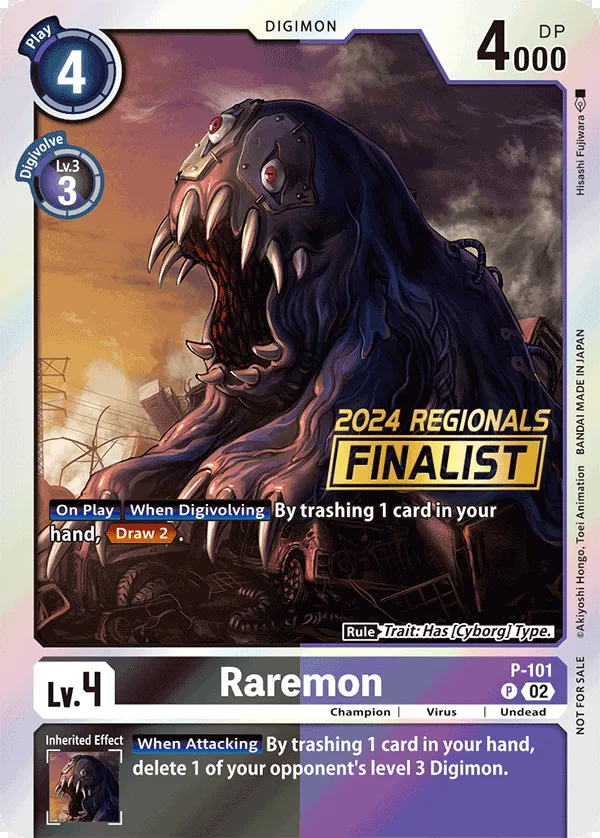 Play
4
DIGIMON
DP
4000
Digivolve
Lv.3
3
Hisashi Fujiwara
2024 REGIONALS
FINALIST
On Play When Digivolving By trashing 1 card in your
hand, Draw 2 .
Rule Trait: Has [Cyborg] Type.
©Akiyoshi Hongo, Toei Animation BANDAI MADE IN JAPAN
NOT FOR SALE
Lv.4
Raremon
P-101
P 02
Champion | Virus | Undead
Inherited Effect
When Attacking By trashing 1 card in your hand,
delete 1 of your opponent's level 3 Digimon.